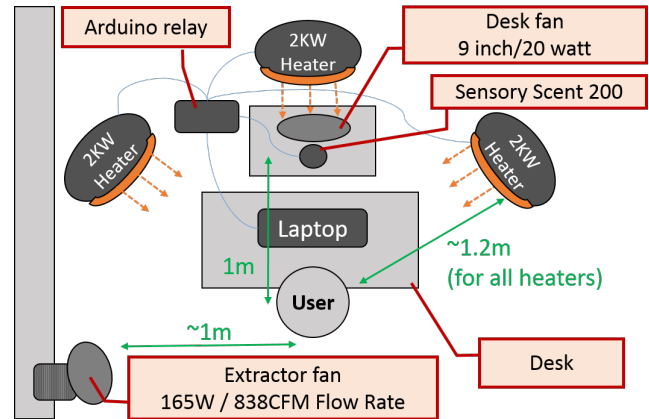 Arduino relay
Desk fan
9 inch/20 watt
2KW
Heater
Sensory Scent 200
2KW
Heater
2KW
Heater
Laptop
1m
~1.2m
(for all heaters)
User
~1m
Desk
Extractor fan
165W / 838CFM Flow Rate